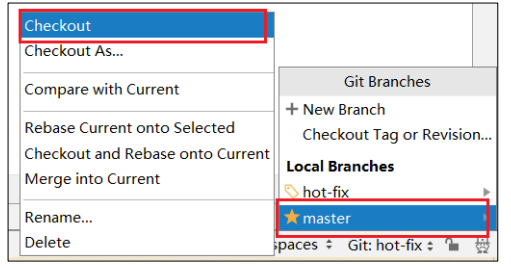 Checkout
Checkout As...
Compare with Current
Rebase Current onto Selected
Checkout and Rebase onto Current
Merge into Current
Rename...
Delete
Git Branches
+ New Branch
Checkout Tag or Revision...
Local Branches
hot-fix
master
spaces Git: hot-fix